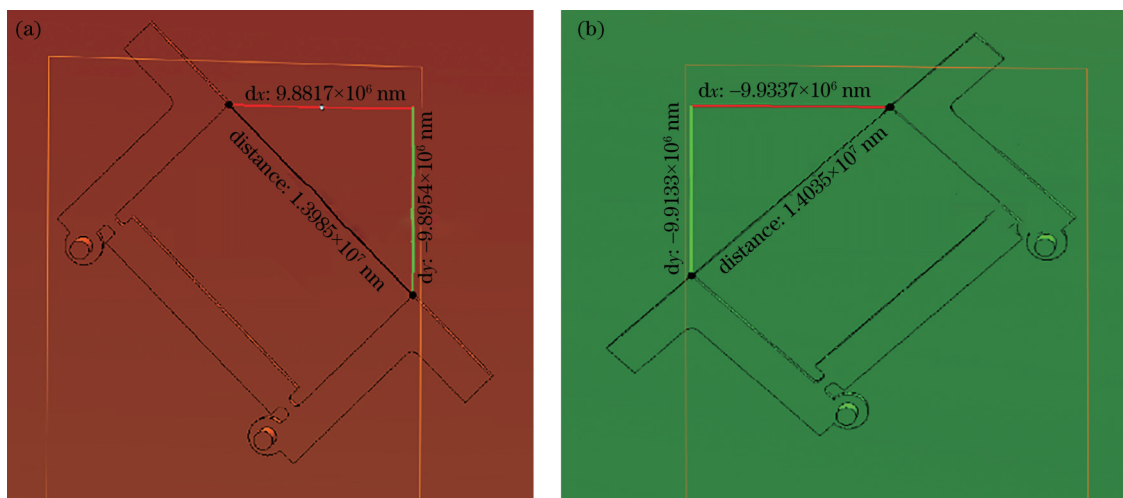 (a)
dx: 9.8817×10⁶ nm
distance: 1.3985×10⁷ nm
dy: −9.8954×10⁶ nm
(b)
dx: −9.9337×10⁶ nm
dy: −9.9133×10⁶ nm
distance: 1.4035×10⁷ nm